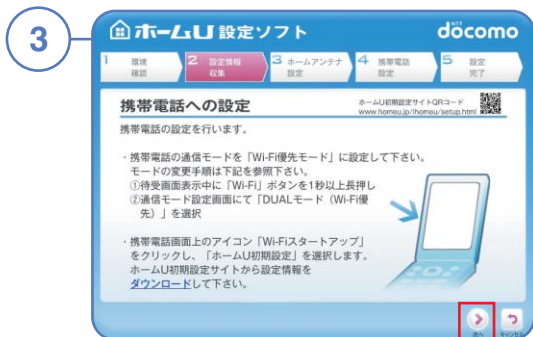 3
ホームU 設定ソフト
NTT
docomo
1 環境確認
2 設定情報収集
3 ホームアンテナ設定
4 携帯電話設定
5 設定完了
携帯電話への設定
ホームU初期設定サイトQRコード
www.homeu.jp/ihomeu/setup.html
携帯電話の設定を行います。
・携帯電話の通信モードを「Wi-Fi優先モード」に設定して下さい。
モードの変更手順は下記を参照下さい。
①待受画面表示中に「Wi-Fi」ボタンを1秒以上長押し
②通信モード設定画面にて「DUALモード（Wi-Fi優
先）」を選択
・携帯電話画面上のアイコン「Wi-Fiスタートアップ」
をクリックし、「ホームU初期設定」を選択します。
ホームU初期設定サイトから設定情報を
ダウンロードして下さい。
次へ
キャンセル